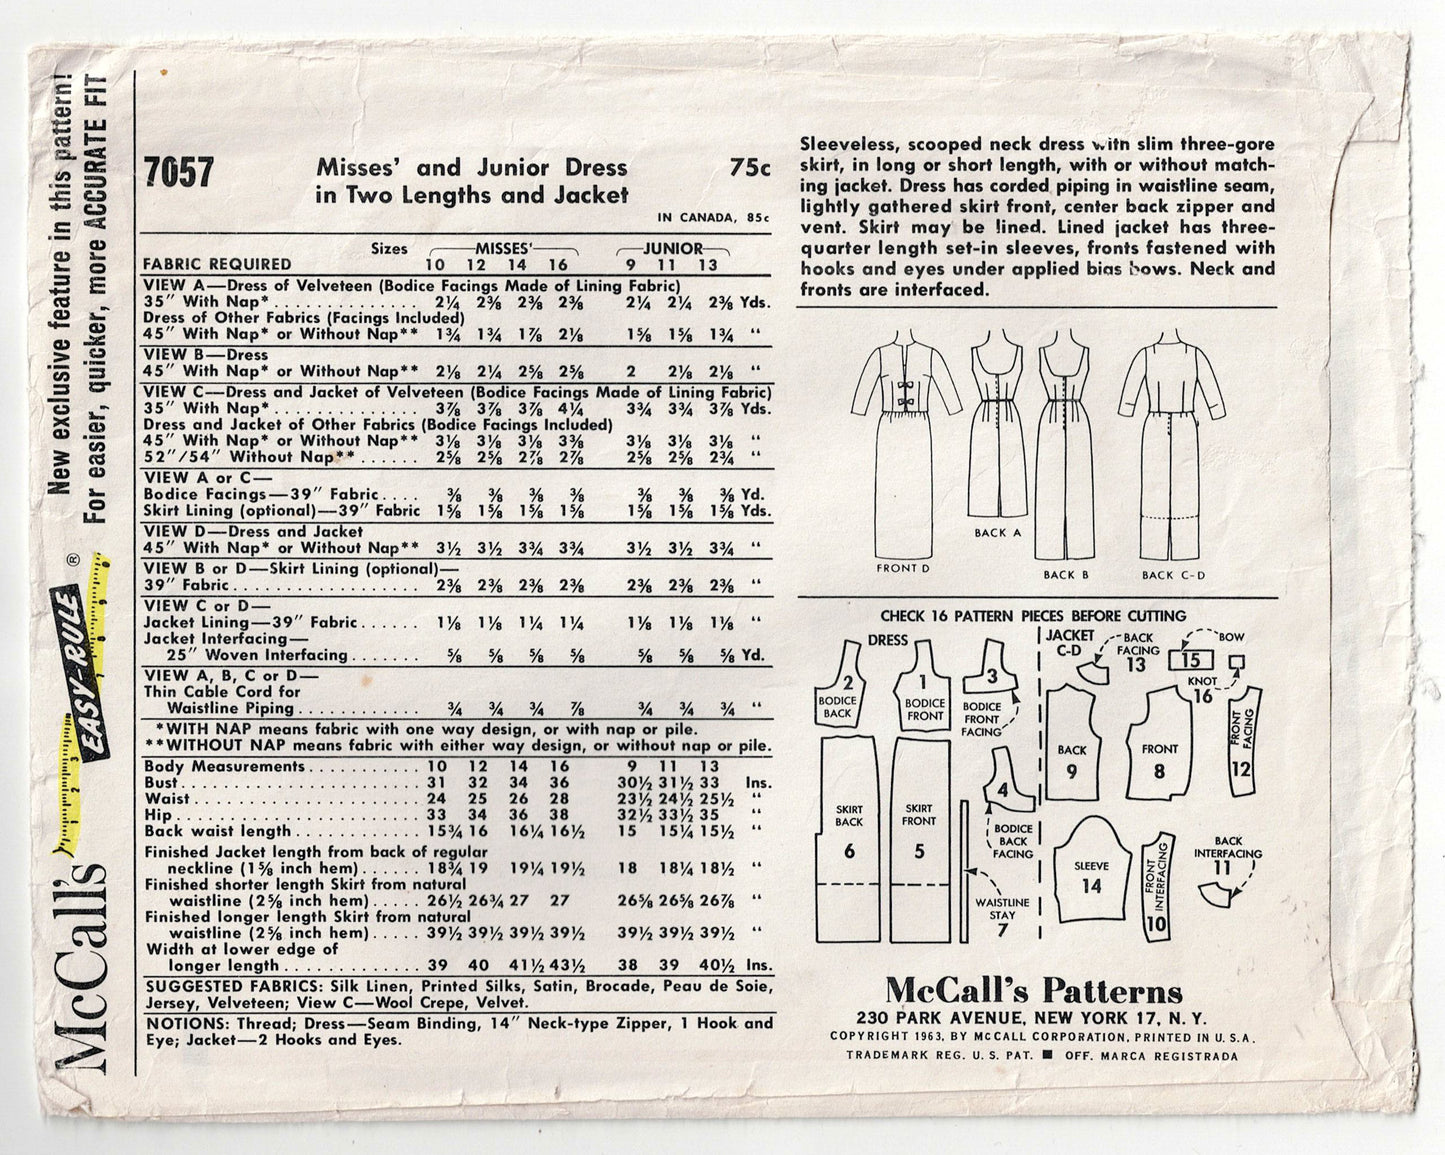 New exclusive feature in this pattern!
For easier, quicker, more ACCURATE FIT
EASY-RULE ®
McCall's
7057 Misses' and Junior Dress 75c
in Two Lengths and Jacket
IN CANADA, 85c
Sizes MISSES' JUNIOR
FABRIC REQUIRED 10 12 14 16 9 11 13
VIEW A—Dress of Velveteen (Bodice Facings Made of Lining Fabric)
35″ With Nap* . . . . . . . . . . . . . . 2¼ 2⅜ 2⅜ 2⅜ 2¼ 2¼ 2⅜ Yds.
Dress of Other Fabrics (Facings Included)
45″ With Nap* or Without Nap** 1¾ 1¾ 1⅞ 2⅛ 1⅝ 1⅝ 1¾ “
VIEW B—Dress
45″ With Nap* or Without Nap** 2⅛ 2¼ 2⅝ 2⅝ 2 2⅛ 2⅛ “
VIEW C—Dress and Jacket of Velveteen (Bodice Facings Made of Lining Fabric)
35″ With Nap* . . . . . . . . . . . . . . 3⅞ 3⅞ 3⅞ 4¼ 3¾ 3¾ 3⅞ Yds.
Dress and Jacket of Other Fabrics (Bodice Facings Included)
45″ With Nap* or Without Nap** 3⅛ 3⅛ 3⅛ 3⅜ 3⅛ 3⅛ 3⅛ “
52″/54″ Without Nap** . . . . . . 2⅝ 2⅝ 2⅞ 2⅞ 2⅝ 2⅝ 2¾ “
VIEW A or C—
Bodice Facings—39″ Fabric . . . . ⅜ ⅜ ⅜ ⅜ ⅜ ⅜ ⅜ Yd.
Skirt Lining (optional)—39″ Fabric 1⅝ 1⅝ 1⅝ 1⅝ 1⅝ 1⅝ 1⅝ Yds.
VIEW D—Dress and Jacket
45″ With Nap* or Without Nap** 3½ 3½ 3¾ 3¾ 3½ 3½ 3¾ “
VIEW B or D—Skirt Lining (optional)—
39″ Fabric . . . . . . . . . . . . . . . . . . 2⅜ 2⅜ 2⅜ 2⅜ 2⅜ 2⅜ 2⅜ “
VIEW C or D—
Jacket Lining—39″ Fabric . . . . . . 1⅛ 1⅛ 1¼ 1¼ 1⅛ 1⅛ 1⅛ “
Jacket Interfacing—
25″ Woven Interfacing . . . . . . . ⅝ ⅝ ⅝ ⅝ ⅝ ⅝ ⅝ Yd.
VIEW A, B, C or D—
Thin Cable Cord for
Waistline Piping . . . . . . . . . . . . ¾ ¾ ¾ ⅞ ¾ ¾ ¾ “
*WITH NAP means fabric with one way design, or with nap or pile.
**WITHOUT NAP means fabric with either way design, or without nap or pile.
Body Measurements . . . . . . . . . . . 10 12 14 16 9 11 13
Bust . . . . . . . . . . . . . . . . . . . . . . . . 31 32 34 36 30½ 31½ 33 Ins.
Waist . . . . . . . . . . . . . . . . . . . . . . . 24 25 26 28 23½ 24½ 25½ “
Hip . . . . . . . . . . . . . . . . . . . . . . . . . 33 34 36 38 32½ 33½ 35 “
Back waist length . . . . . . . . . . . . 15¾ 16 16¼ 16½ 15 15¼ 15½ “
Finished Jacket length from back of regular
neckline (1⅝ inch hem) . . . . . . 18¾ 19 19¼ 19½ 18 18¼ 18½ “
Finished shorter length Skirt from natural
waistline (2⅝ inch hem) . . . . . 26½ 26¾ 27 27 26⅝ 26⅝ 26⅞ “
Finished longer length Skirt from natural
waistline (2⅝ inch hem) . . . . . 39½ 39½ 39½ 39½ 39½ 39½ 39½ “
Width at lower edge of
longer length . . . . . . . . . . . . . 39 40 41½ 43½ 38 39 40½ Ins.
SUGGESTED FABRICS: Silk Linen, Printed Silks, Satin, Brocade, Peau de Soie,
Jersey, Velveteen; View C—Wool Crepe, Velvet.
NOTIONS: Thread; Dress—Seam Binding, 14″ Neck-type Zipper, 1 Hook and
Eye; Jacket—2 Hooks and Eyes.
Sleeveless, scooped neck dress with slim three-gore
skirt, in long or short length, with or without match-
ing jacket. Dress has corded piping in waistline seam,
lightly gathered skirt front, center back zipper and
vent. Skirt may be lined. Lined jacket has three-
quarter length set-in sleeves, fronts fastened with
hooks and eyes under applied bias bows. Neck and
fronts are interfaced.
FRONT D
BACK A
BACK B
BACK C-D
CHECK 16 PATTERN PIECES BEFORE CUTTING
DRESS
2
BODICE
BACK
1
BODICE
FRONT
3
BODICE
FRONT
FACING
SKIRT
BACK
6
SKIRT
FRONT
5
4
BODICE
BACK
FACING
WAISTLINE
STAY
7
JACKET
C-D
BACK
FACING
13
BOW
15
KNOT
16
BACK
9
FRONT
8
FRONT
FACING
12
SLEEVE
14
FRONT
INTERFACING
10
BACK
INTERFACING
11
McCall's Patterns
230 PARK AVENUE, NEW YORK 17, N. Y.
COPYRIGHT 1963, BY McCALL CORPORATION, PRINTED IN U. S. A.
TRADEMARK REG. U. S. PAT. ■ OFF. MARCA REGISTRADA